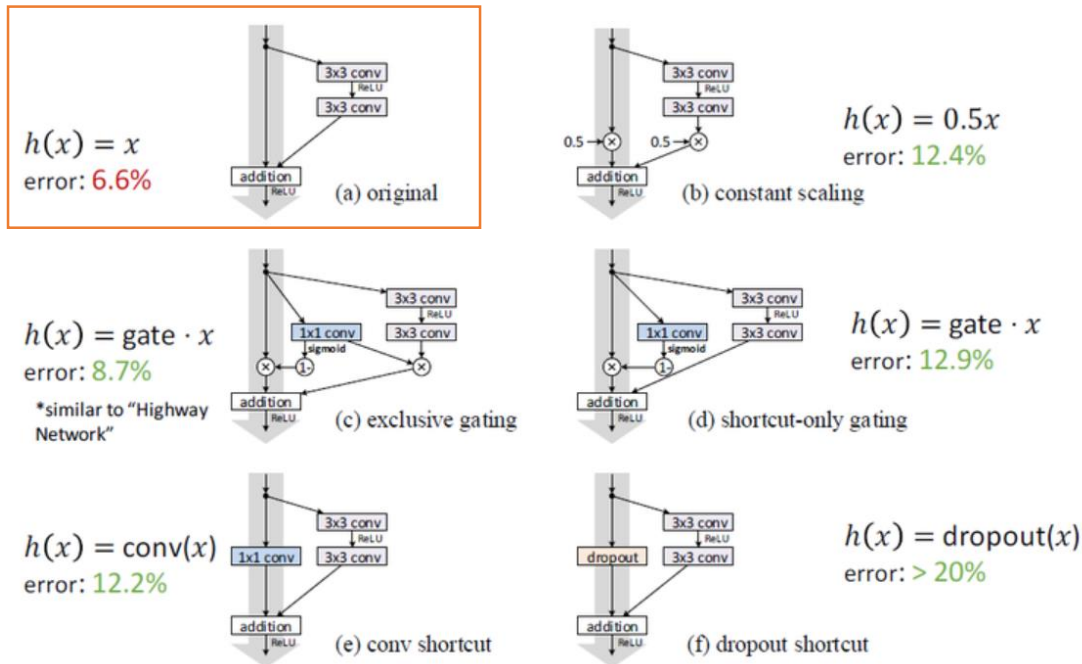 3x3 conv
ReLU
3x3 conv
h(x) = x
error: 6.6%
addition
ReLU
(a) original
3x3 conv
ReLU
3x3 conv
0.5
0.5
addition
ReLU
(b) constant scaling
h(x) = 0.5x
error: 12.4%
3x3 conv
ReLU
1x1 conv
3x3 conv
sigmoid
1-
h(x) = gate · x
error: 8.7%
*similar to "Highway
Network"
addition
ReLU
(c) exclusive gating
3x3 conv
ReLU
1x1 conv
3x3 conv
sigmoid
1-
addition
ReLU
(d) shortcut-only gating
h(x) = gate · x
error: 12.9%
3x3 conv
ReLU
1x1 conv
3x3 conv
h(x) = conv(x)
error: 12.2%
addition
ReLU
(e) conv shortcut
3x3 conv
ReLU
dropout
3x3 conv
addition
ReLU
(f) dropout shortcut
h(x) = dropout(x)
error: > 20%